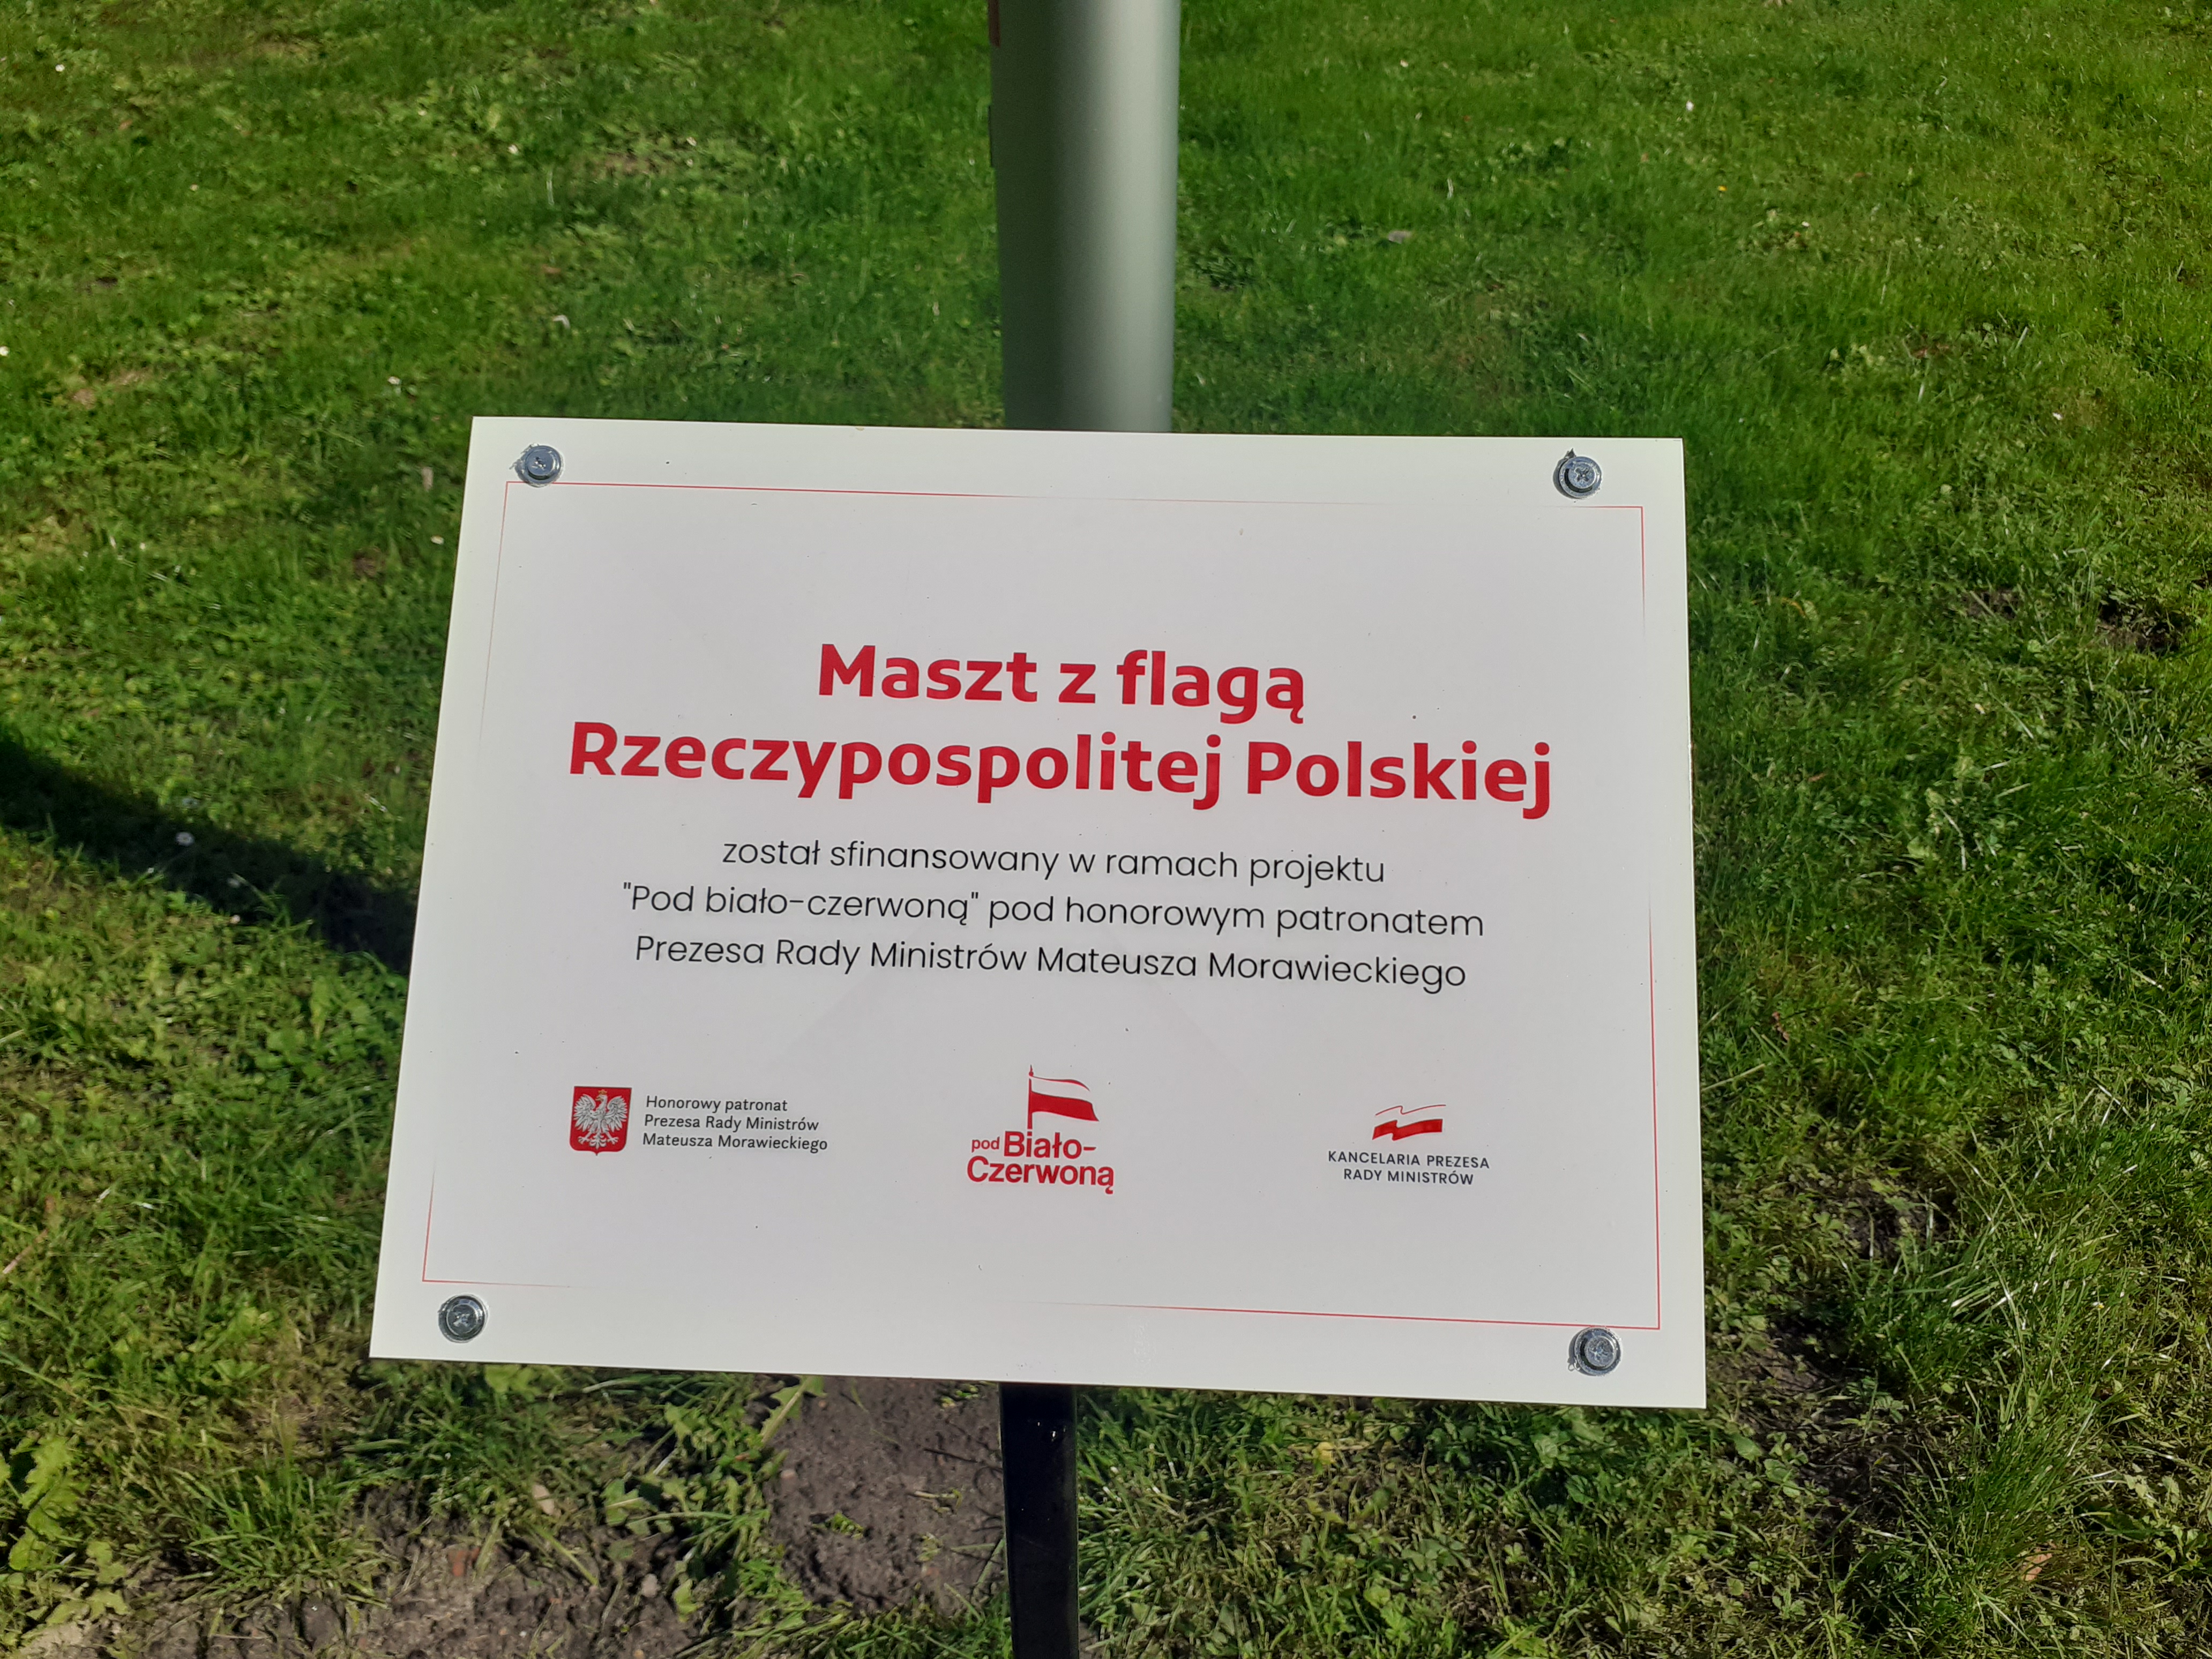 Maszt z flagą
Rzeczypospolitej Polskiej
został sfinansowany w ramach projektu
"Pod biało-czerwoną" pod honorowym patronatem
Prezesa Rady Ministrów Mateusza Morawieckiego
Honorowy patronat
Prezesa Rady Ministrów
Mateusza Morawieckiego
pod Biało-
Czerwoną
KANCELARIA PREZESA
RADY MINISTRÓW